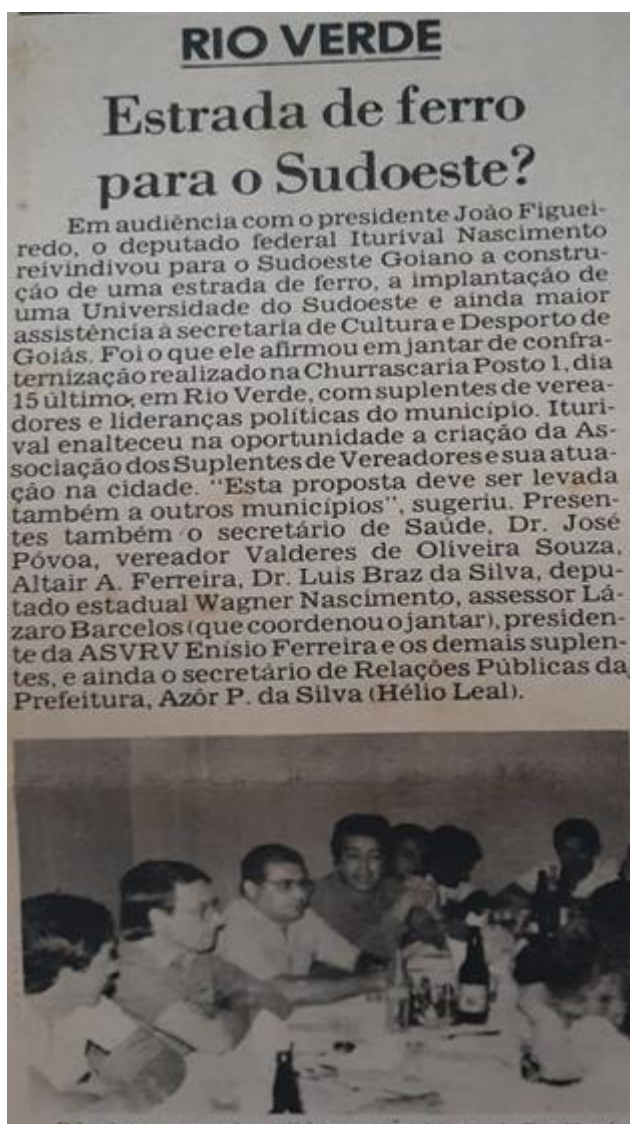 RIO VERDE
Estrada de ferro
para o Sudoeste?
Em audiência com o presidente João Figuei-
redo, o deputado federal Iturival Nascimento
reivindivou para o Sudoeste Goiano a constru-
ção de uma estrada de ferro, a implantação de
uma Universidade do Sudoeste e ainda maior
assistência à secretaria de Cultura e Desporto de
Goiás. Foi o que ele afirmou em jantar de confra-
ternização realizado na Churrascaria Posto 1, dia
15 último, em Rio Verde, com suplentes de verea-
dores e lideranças políticas do município. Ituri-
val enalteceu na oportunidade a criação da As-
sociação dos Suplentes de Vereadores e sua atua-
ção na cidade. "Esta proposta deve ser levada
também a outros municípios", sugeriu. Presen-
tes também o secretário de Saúde, Dr. José
Póvoa, vereador Valderes de Oliveira Souza,
Altair A. Ferreira, Dr. Luis Braz da Silva, depu-
tado estadual Wagner Nascimento, assessor Lá-
zaro Barcelos (que coordenou o jantar), presiden-
te da ASVRV Enísio Ferreira e os demais suplen-
tes, e ainda o secretário de Relações Públicas da
Prefeitura, Azôr P. da Silva (Hélio Leal).